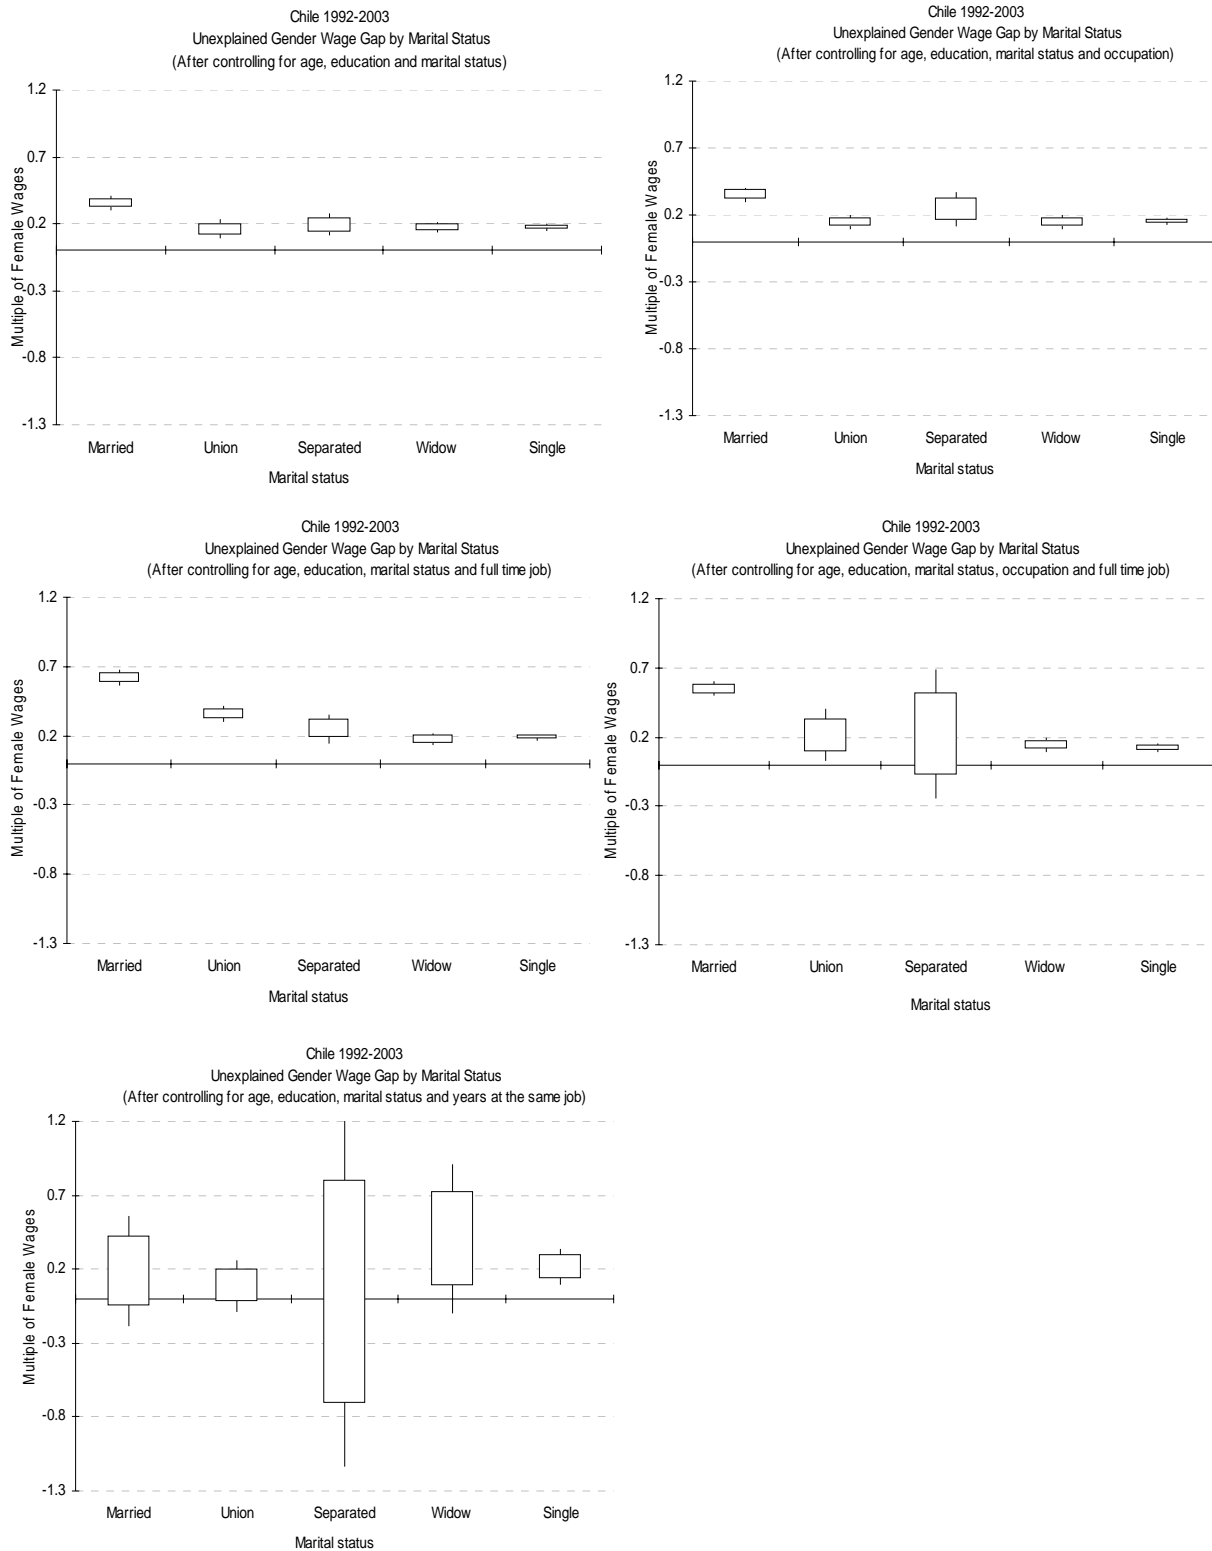 Chile 1992-2003
Unexplained Gender Wage Gap by Marital Status
(After controlling for age, education and marital status)
Multiple of Female Wages
1.2
0.7
0.2
-0.3
-0.8
-1.3
Married Union Separated Widow Single
Marital status
Chile 1992-2003
Unexplained Gender Wage Gap by Marital Status
(After controlling for age, education, marital status and occupation)
Multiple of Female Wages
1.2
0.7
0.2
-0.3
-0.8
-1.3
Married Union Separated Widow Single
Marital status
Chile 1992-2003
Unexplained Gender Wage Gap by Marital Status
(After controlling for age, education, marital status and full time job)
Multiple of Female Wages
1.2
0.7
0.2
-0.3
-0.8
-1.3
Married Union Separated Widow Single
Marital status
Chile 1992-2003
Unexplained Gender Wage Gap by Marital Status
(After controlling for age, education, marital status, occupation and full time job)
Multiple of Female Wages
1.2
0.7
0.2
-0.3
-0.8
-1.3
Married Union Separated Widow Single
Marital status
Chile 1992-2003
Unexplained Gender Wage Gap by Marital Status
(After controlling for age, education, marital status and years at the same job)
Multiple of Female Wages
1.2
0.7
0.2
-0.3
-0.8
-1.3
Married Union Separated Widow Single
Marital status